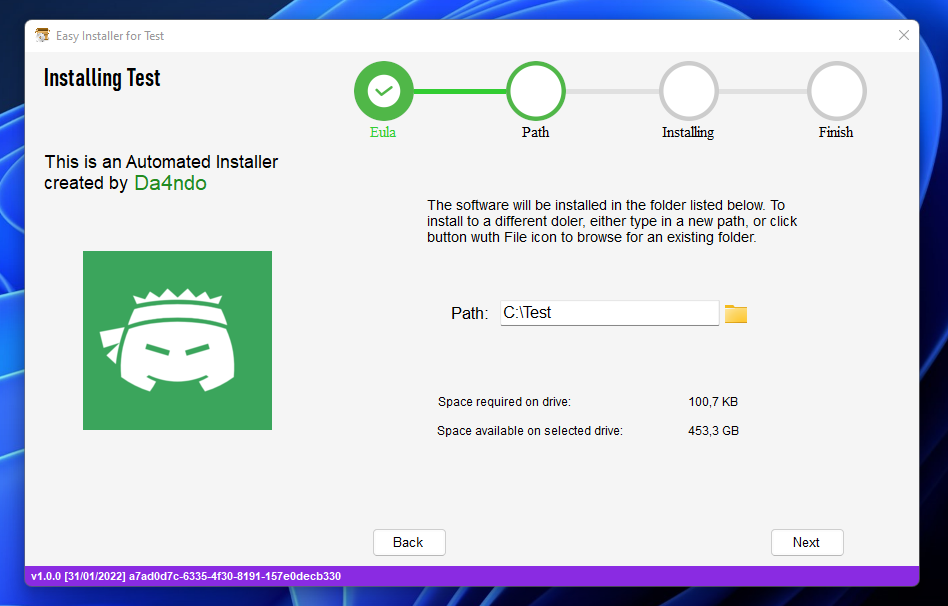 Easy Installer for Test
Installing Test
Eula
Path
Installing
Finish
This is an Automated Installer
created by Da4ndo
The software will be installed in the folder listed below. To
install to a different doler, either type in a new path, or click
button wuth File icon to browse for an existing folder.
Path: C:\Test
Space required on drive: 100,7 KB
Space available on selected drive: 453,3 GB
Back
Next
v1.0.0 [31/01/2022] a7ad0d7c-6335-4f30-8191-157e0decb330